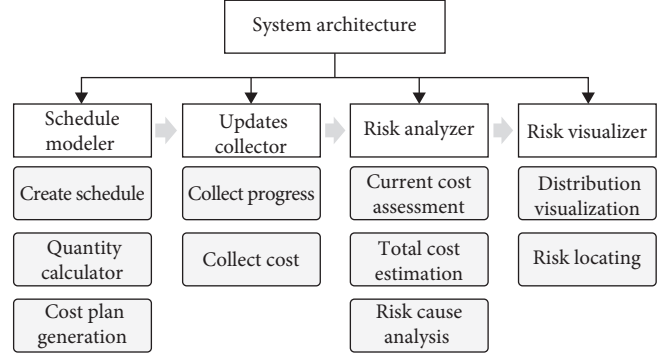 System architecture
Schedule
modeler
Updates
collector
Risk analyzer
Risk visualizer
Create schedule
Collect progress
Current cost
assessment
Distribution
visualization
Quantity
calculator
Collect cost
Total cost
estimation
Risk locating
Cost plan
generation
Risk cause
analysis